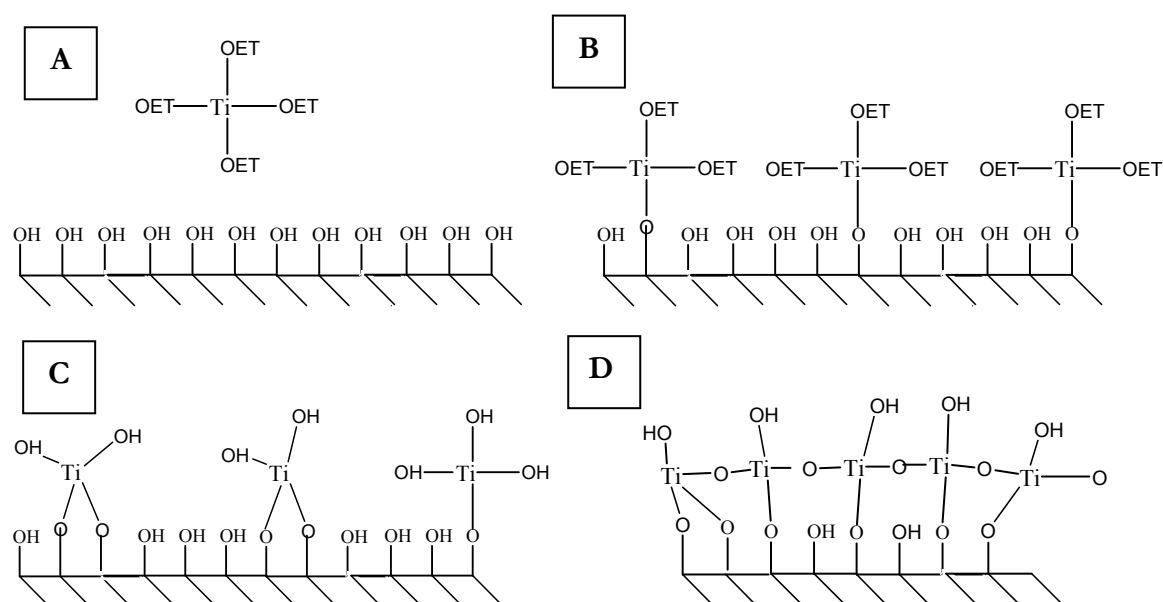 A
OET
OET Ti OET
OET
OH OH OH OH OH OH OH OH OH OH OH OH
B
OET OET OET
OET Ti OET OET Ti OET OET Ti OET
OH O OH OH OH OH O OH OH OH OH O
C
OH OH OH
OH OH
Ti Ti OH Ti OH
OH O O OH OH OH O O OH OH OH O
D
HO OH OH OH OH
Ti O Ti O Ti O Ti O Ti O
O O O OH O OH O O